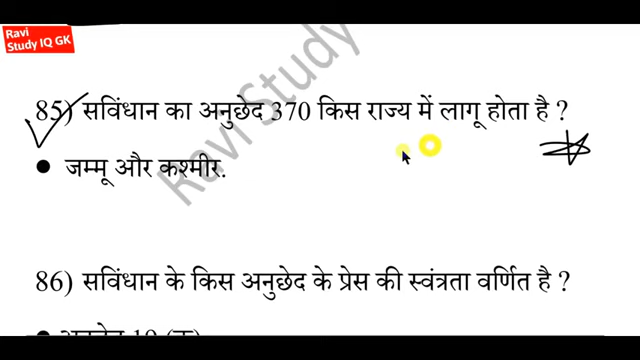 Ravi
Study IQ GK
85) सविंधान का अनुछेद 370 किस राज्य में लागू होता है ?
● जम्मू और कश्मीर.
Ravi Study
86) सविंधान के किस अनुछेद के प्रेस की स्वंत्रता वर्णित है ?